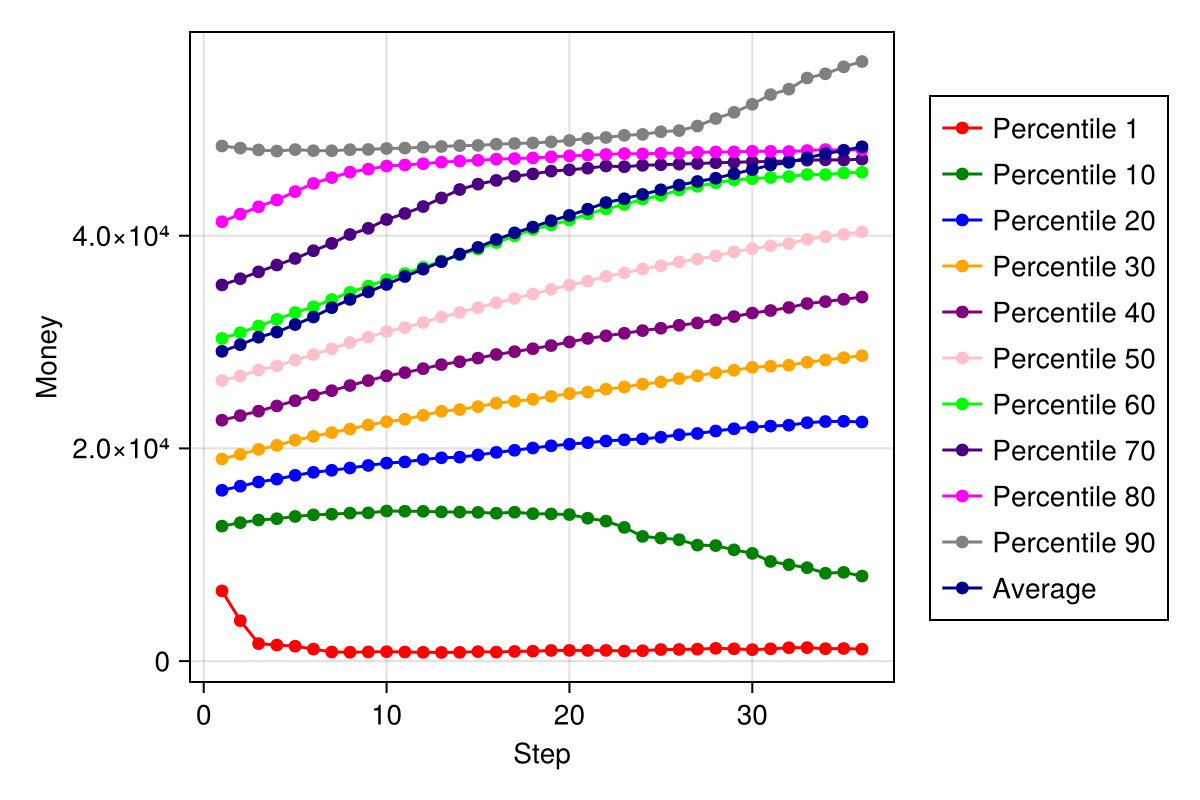 Money
4.0×10⁴
2.0×10⁴
0
0 10 20 30
Step
Percentile 1
Percentile 10
Percentile 20
Percentile 30
Percentile 40
Percentile 50
Percentile 60
Percentile 70
Percentile 80
Percentile 90
Average